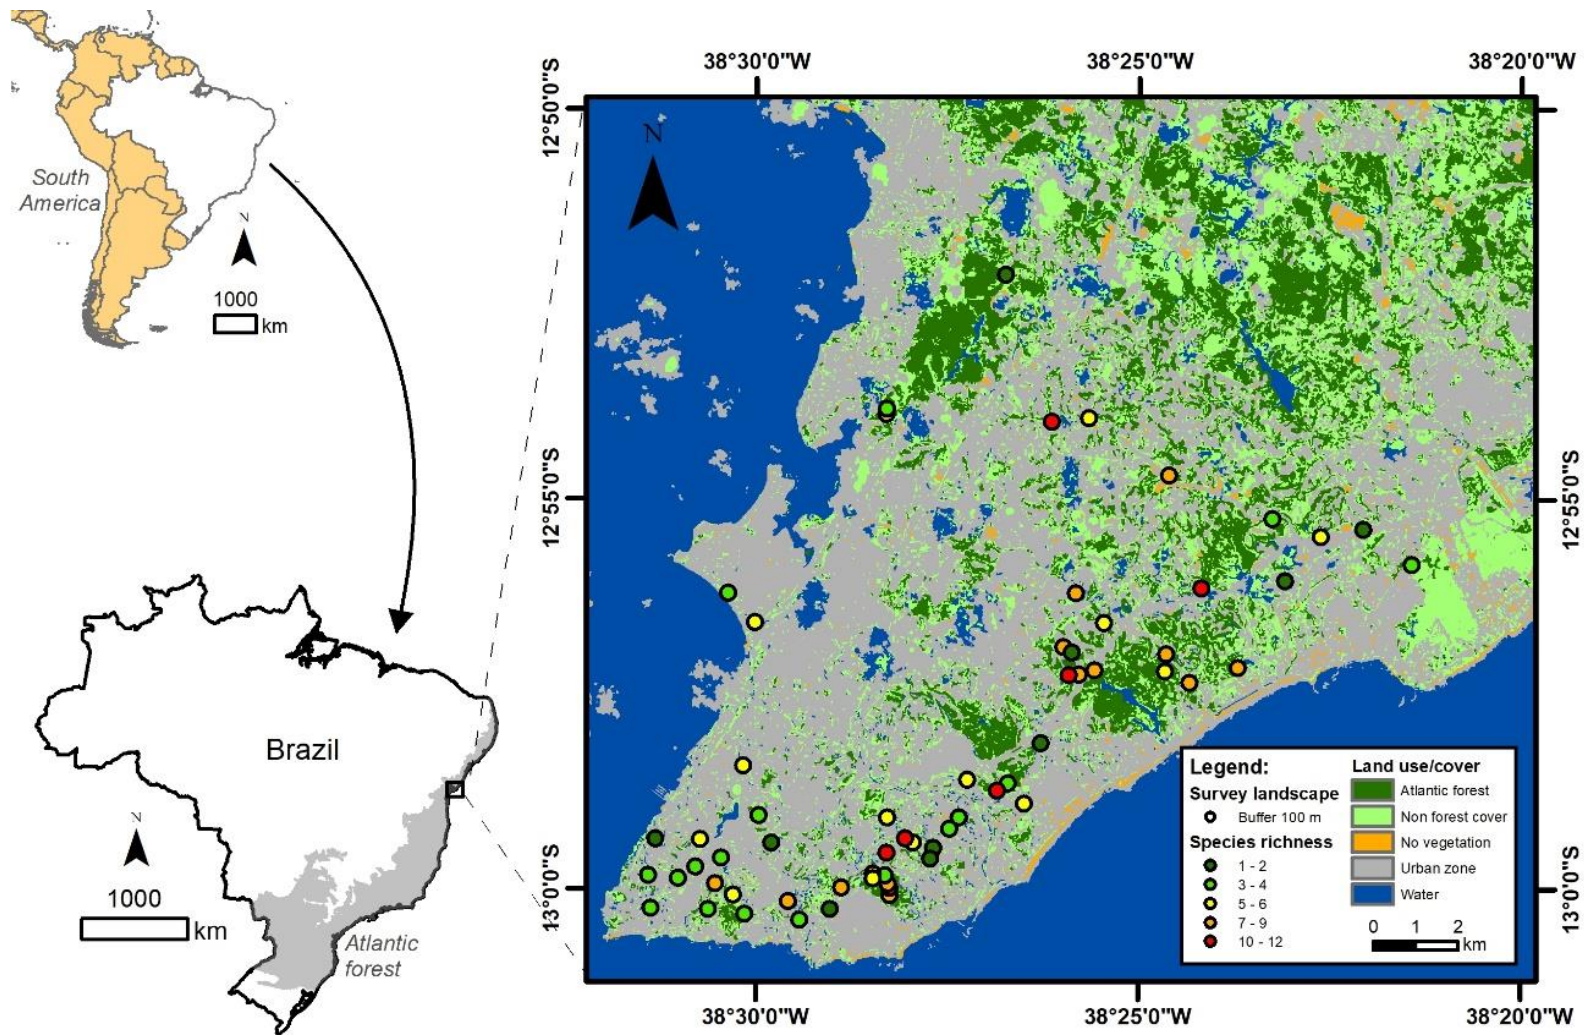 South
America
N
1000
km
Brazil
N
1000
km
Atlantic
forest
38°30'0"W
38°25'0"W
38°20'0"W
12°50'0"S
12°50'0"S
N
12°55'0"S
12°55'0"S
13°0'0"S
13°0'0"S
Legend:
Survey landscape
Buffer 100 m
Species richness
1 - 2
3 - 4
5 - 6
7 - 9
10 - 12
Land use/cover
Atlantic forest
Non forest cover
No vegetation
Urban zone
Water
0 1 2
km
38°30'0"W
38°25'0"W
38°20'0"W